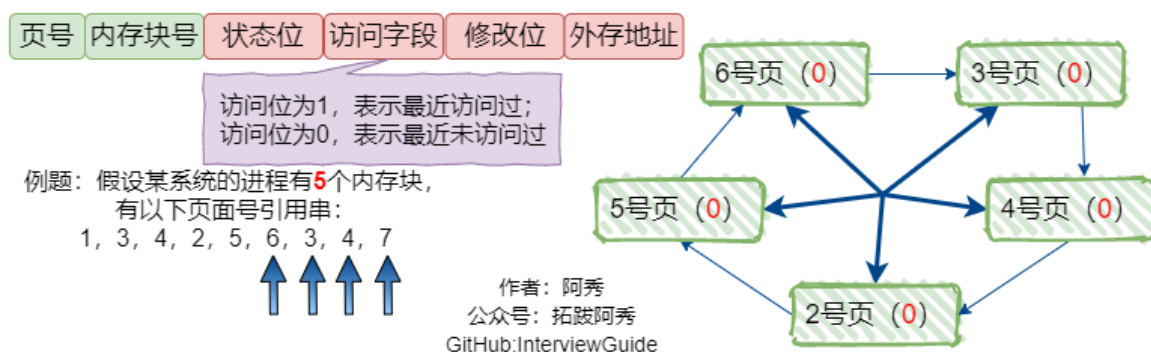 页号 内存块号 状态位 访问字段 修改位 外存地址
访问位为1，表示最近访问过；
访问位为0，表示最近未访问过
例题：假设某系统的进程有5个内存块，
有以下页面号引用串：
1，3，4，2，5，6，3，4，7
作者：阿秀
公众号：拓跋阿秀
GitHub:InterviewGuide
6号页（0）
3号页（0）
5号页（0）
4号页（0）
2号页（0）